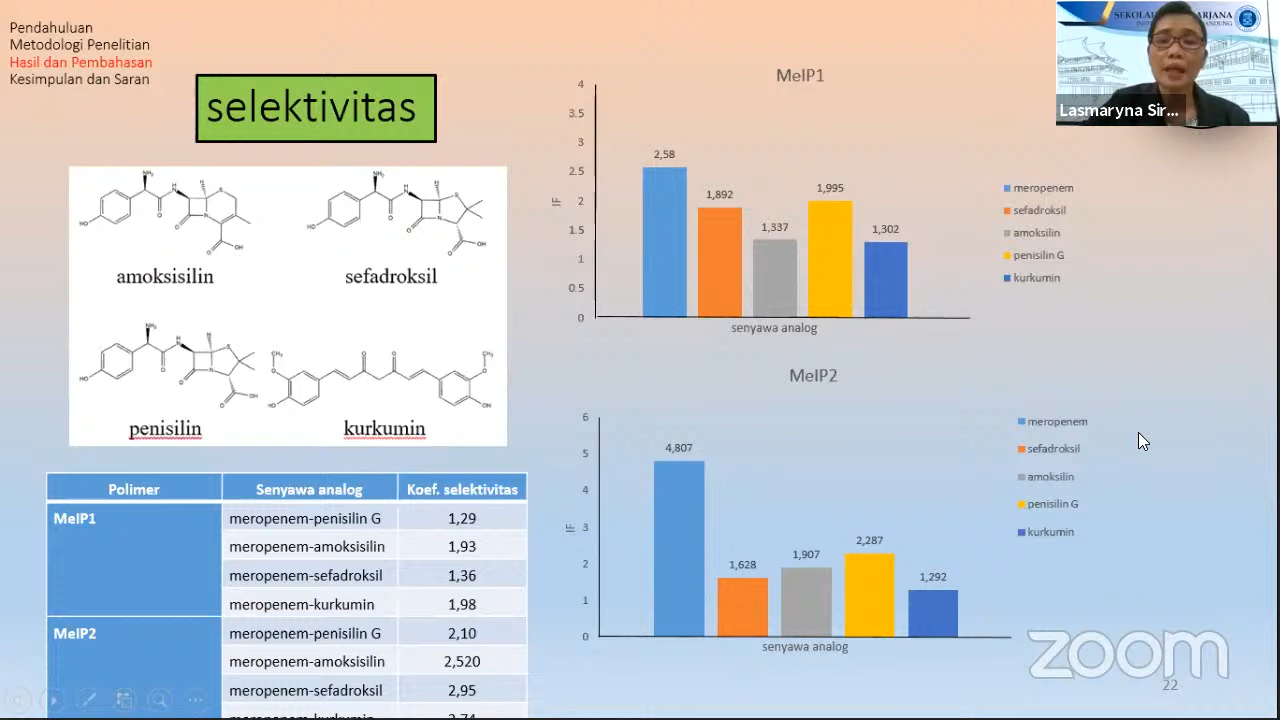 Pendahuluan
Metodologi Penelitian
Hasil dan Pembahasan
Kesimpulan dan Saran
selektivitas
amoksisilin
sefadroksil
penisilin
kurkumin
Polimer Senyawa analog Koef. selektivitas
MeIP1 meropenem-penisilin G 1,29
meropenem-amoksisilin 1,93
meropenem-sefadroksil 1,36
meropenem-kurkumin 1,98
MeIP2 meropenem-penisilin G 2,10
meropenem-amoksisilin 2,520
meropenem-sefadroksil 2,95
MeIP1
4
3.5
3
2.5
2
1.5
1
0.5
0
IF
2,58
1,892
1,337
1,995
1,302
senyawa analog
meropenem
sefadroksil
amoksilin
penisilin G
kurkumin
MeIP2
6
5
4
3
2
1
0
IF
4,807
1,628
1,907
2,287
1,292
senyawa analog
meropenem
sefadroksil
amoksilin
penisilin G
kurkumin
Lasmaryna Sir...
zoom
22